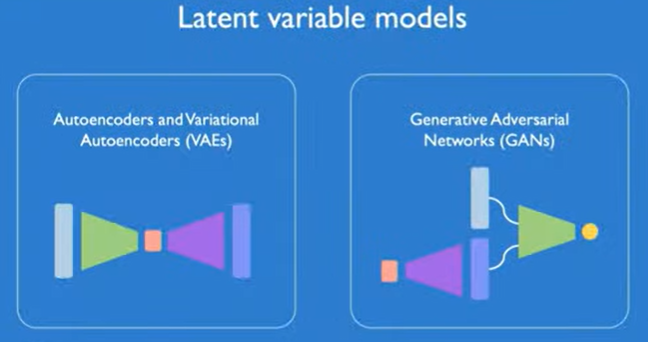 Latent variable models
Autoencoders and Variational
Autoencoders (VAEs)
Generative Adversarial
Networks (GANs)